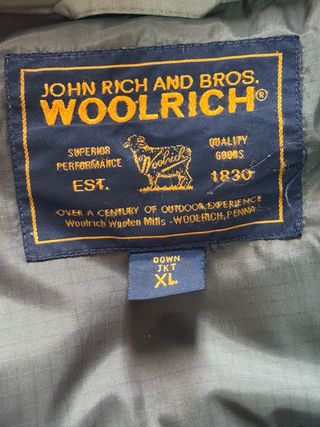 JOHN RICH AND BROS.
WOOLRICH®
SUPERIOR PERFORMANCE
Woolrich
QUALITY GOODS
EST. 1830
OVER A CENTURY OF OUTDOOR EXPERIENCE
Woolrich Woolen Mills - WOOLRICH, PENNA
DOWN
JKT
XL